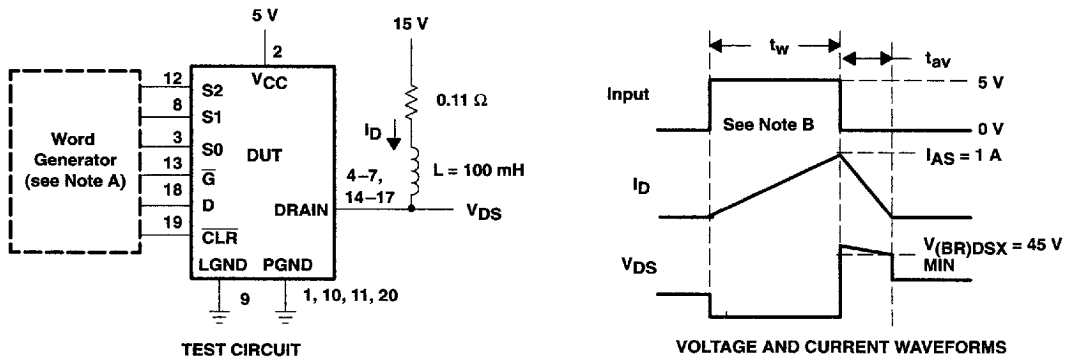 5 V
2
15 V
Word
Generator
(see Note A)
12
S2
VCC
8
S1
3
S0
13
G̅
DUT
18
D
19
C̅L̅R̅
DRAIN
4–7,
14–17
LGND
PGND
9
1, 10, 11, 20
0.11 Ω
ID
L = 100 mH
VDS
TEST CIRCUIT
tw
tav
Input
See Note B
5 V
0 V
ID
IAS = 1 A
VDS
V(BR)DSX = 45 V
MIN
VOLTAGE AND CURRENT WAVEFORMS